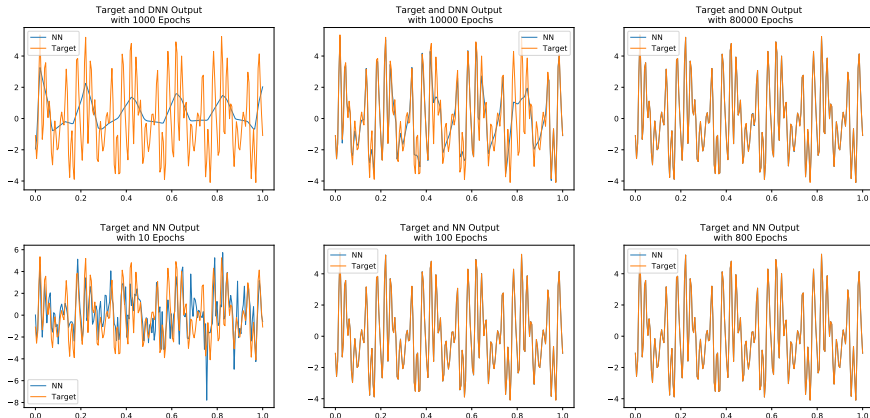 Target and DNN Output
with 1000 Epochs
NN
Target
4
2
0
−2
−4
0.0 0.2 0.4 0.6 0.8 1.0
Target and DNN Output
with 10000 Epochs
NN
Target
4
2
0
−2
−4
0.0 0.2 0.4 0.6 0.8 1.0
Target and DNN Output
with 80000 Epochs
NN
Target
4
2
0
−2
−4
0.0 0.2 0.4 0.6 0.8 1.0
Target and NN Output
with 10 Epochs
6
4
2
0
−2
−4
−6
−8
NN
Target
0.0 0.2 0.4 0.6 0.8 1.0
Target and NN Output
with 100 Epochs
NN
Target
4
2
0
−2
−4
0.0 0.2 0.4 0.6 0.8 1.0
Target and NN Output
with 800 Epochs
NN
Target
4
2
0
−2
−4
0.0 0.2 0.4 0.6 0.8 1.0